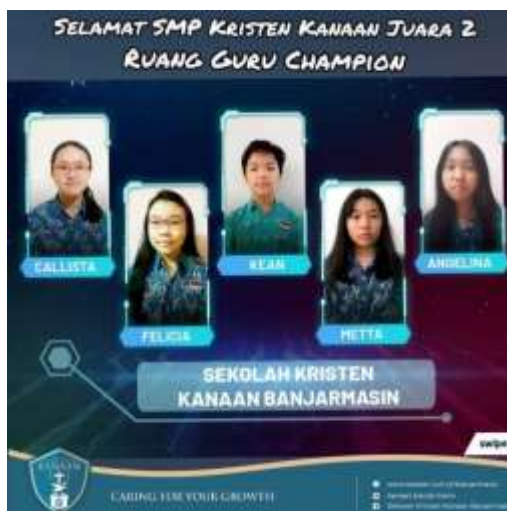 SELAMAT SMP KRISTEN KANAAN JUARA 2
RUANG GURU CHAMPION
CALLISTA
KEAN
ANGELINA
FELICIA
METTA
SEKOLAH KRISTEN
KANAAN BANJARMASIN
swipe
KANAAN
CARING FOR YOUR GROWTH